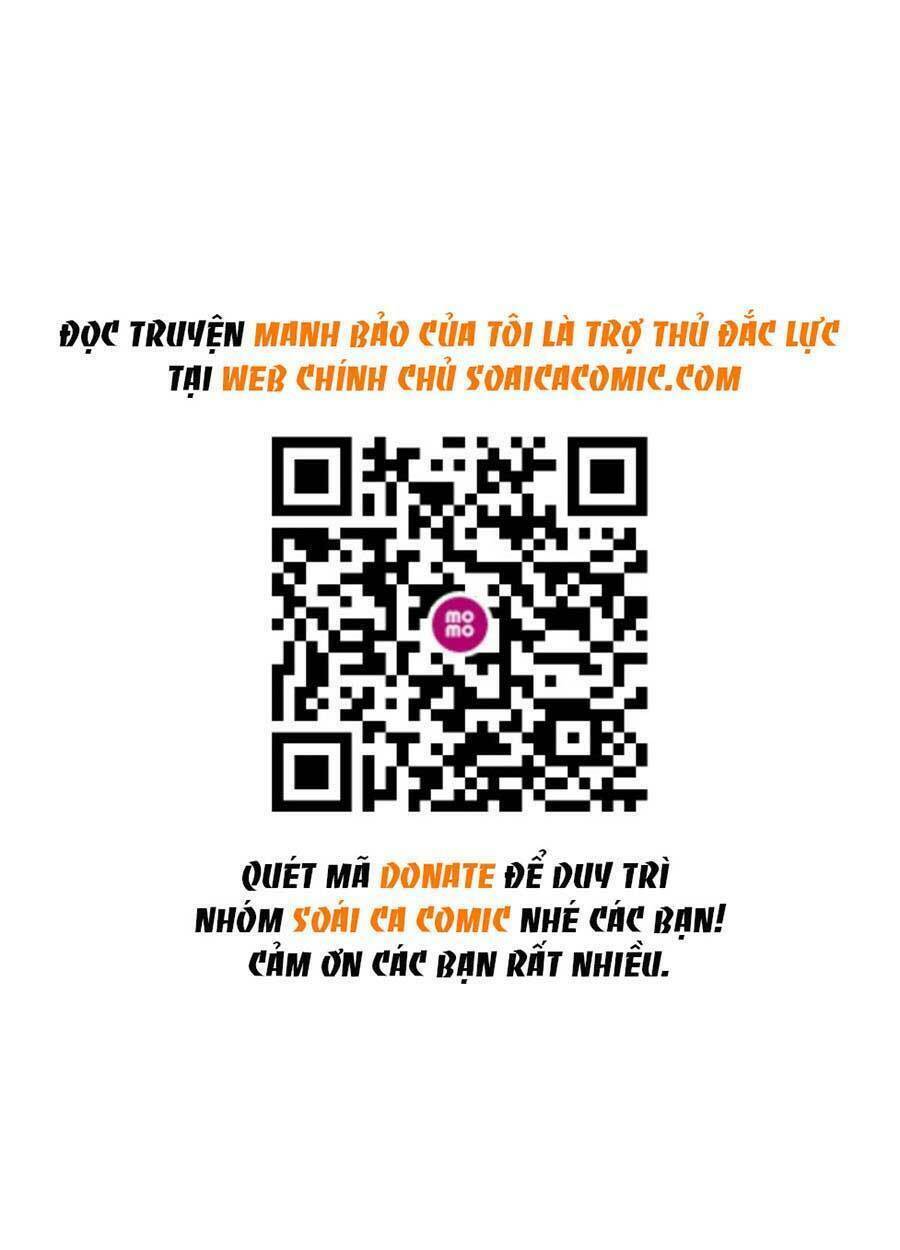 ĐỌC TRUYỆN MANH BẢO CỦA TÔI LÀ TRỢ THỦ ĐẮC LỰC
TẠI WEB CHÍNH CHỦ SOAICACOMIC.COM
mo
mo
QUÉT MÃ DONATE ĐỂ DUY TRÌ
NHÓM SOÁI CA COMIC NHÉ CÁC BẠN!
CẢM ƠN CÁC BẠN RẤT NHIỀU.